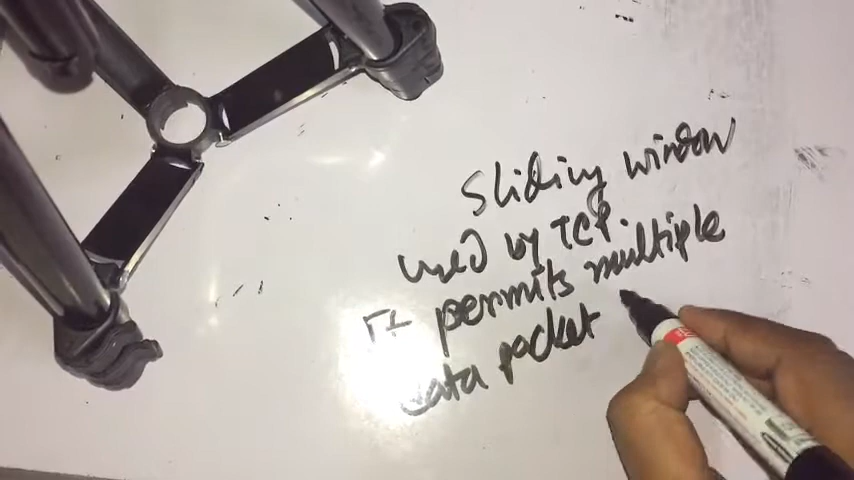 Sliding window
used by TCP.
It permits multiple
data packet